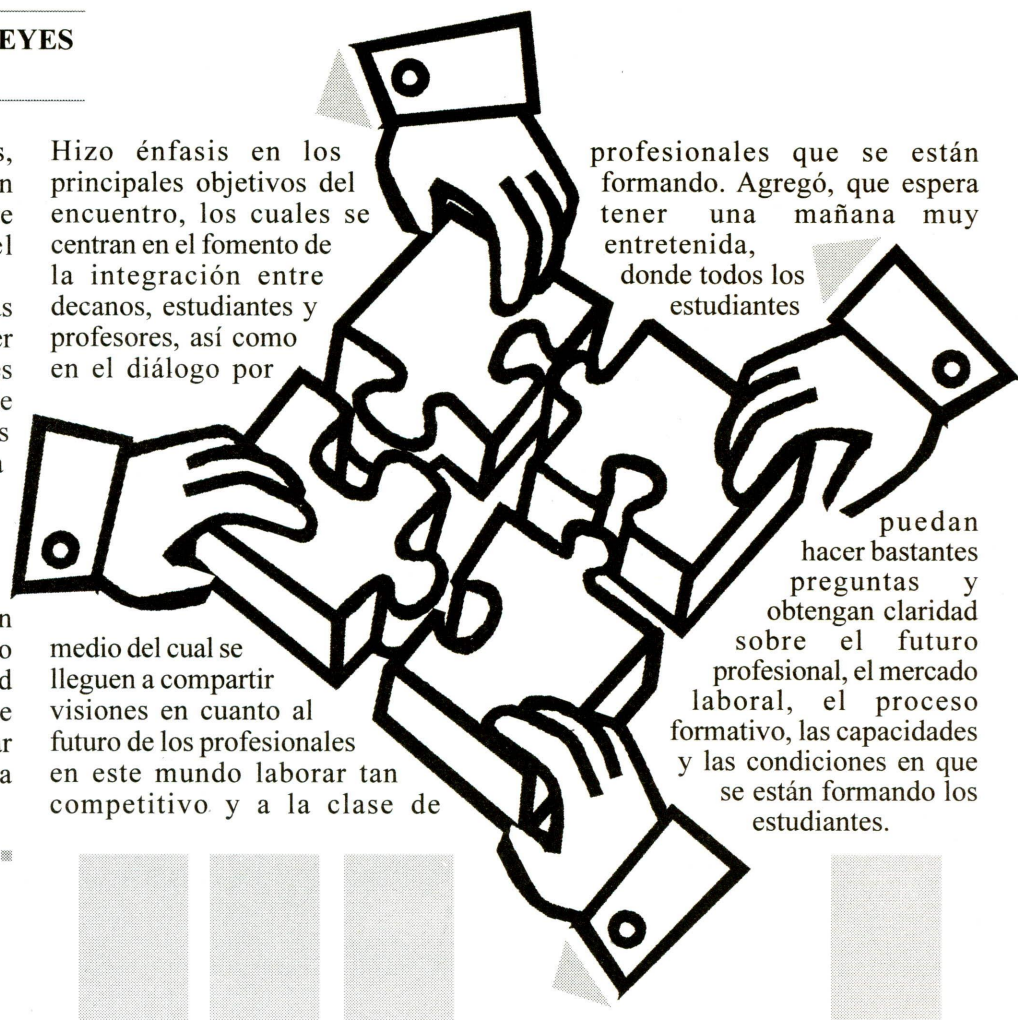 EYES
Hizo énfasis en los
principales objetivos del
encuentro, los cuales se
centran en el fomento de
la integración entre
decanos, estudiantes y
profesores, así como
en el diálogo por
medio del cual se
lleguen a compartir
visiones en cuanto al
futuro de los profesionales
en este mundo laborar tan
competitivo y a la clase de
profesionales que se están
formando. Agregó, que espera
tener una mañana muy
entretenida,
donde todos los
estudiantes
puedan
hacer bastantes
preguntas y
obtengan claridad
sobre el futuro
profesional, el mercado
laboral, el proceso
formativo, las capacidades
y las condiciones en que
se están formando los
estudiantes.